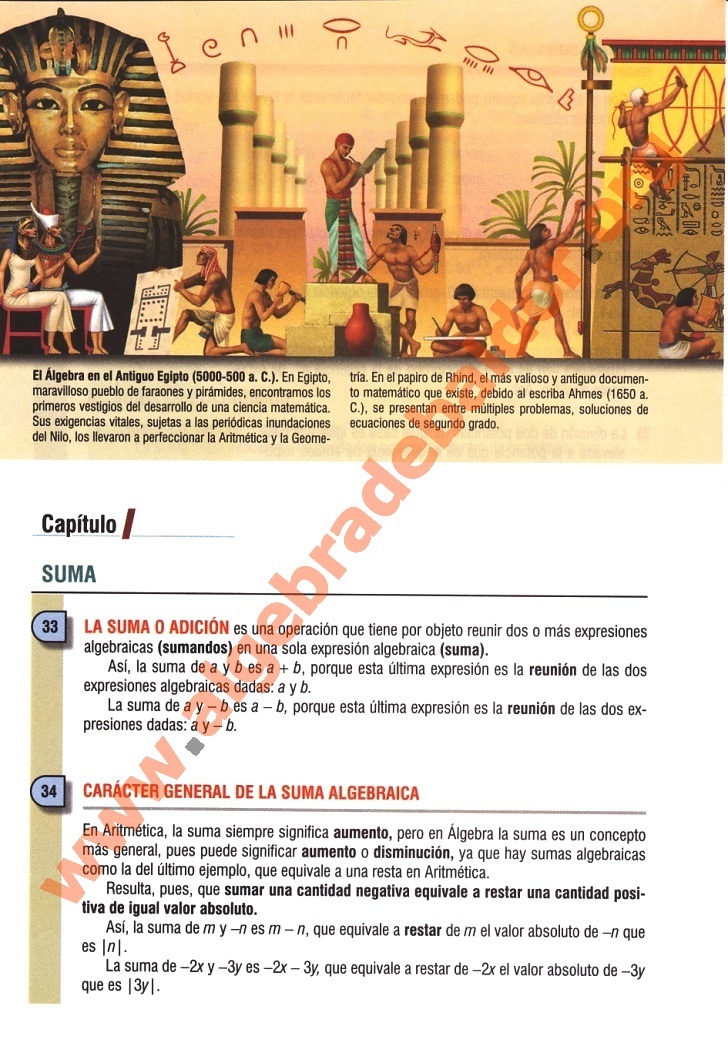 El Álgebra en el Antiguo Egipto (5000-500 a. C.). En Egipto,
maravilloso pueblo de faraones y pirámides, encontramos los
primeros vestigios del desarrollo de una ciencia matemática.
Sus exigencias vitales, sujetas a las periódicas inundaciones
del Nilo, los llevaron a perfeccionar la Aritmética y la Geome-
tría. En el papiro de Rhind, el más valioso y antiguo documen-
to matemático que existe, debido al escriba Ahmes (1650 a.
C.), se presentan entre múltiples problemas, soluciones de
ecuaciones de segundo grado.
Capítulo I
SUMA
33 LA SUMA O ADICIÓN es una operación que tiene por objeto reunir dos o más expresiones
algebraicas (sumandos) en una sola expresión algebraica (suma).
Así, la suma de a y b es a + b, porque esta última expresión es la reunión de las dos
expresiones algebraicas dadas: a y b.
La suma de a y – b es a – b, porque esta última expresión es la reunión de las dos ex-
presiones dadas: a y – b.
34 CARÁCTER GENERAL DE LA SUMA ALGEBRAICA
En Aritmética, la suma siempre significa aumento, pero en Álgebra la suma es un concepto
más general, pues puede significar aumento o disminución, ya que hay sumas algebraicas
como la del último ejemplo, que equivale a una resta en Aritmética.
Resulta, pues, que sumar una cantidad negativa equivale a restar una cantidad posi-
tiva de igual valor absoluto.
Así, la suma de m y –n es m – n, que equivale a restar de m el valor absoluto de –n que
es |n|.
La suma de –2x y –3y es –2x – 3y, que equivale a restar de –2x el valor absoluto de –3y
que es |3y|.
www.algebradebaldor.org